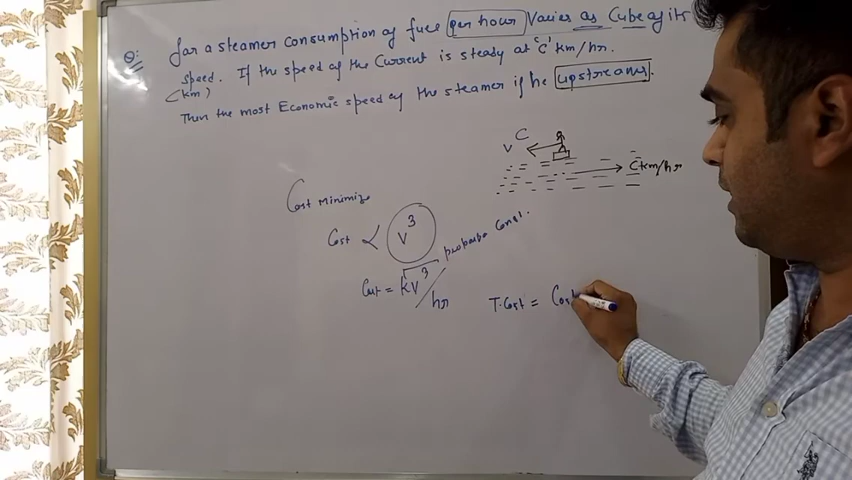 Q: for a steamer consumption of fuel per hour Varies as Cube of its
speed. If the speed of the Current is steady at 'C' km/hr.
(km)
Then the most Economic speed of the steamer if he upstream.
C
V
C km/hr
Cost minimize
Cost ∝ V³
Cost = kV³/hr
const.
T.Cost = Cost